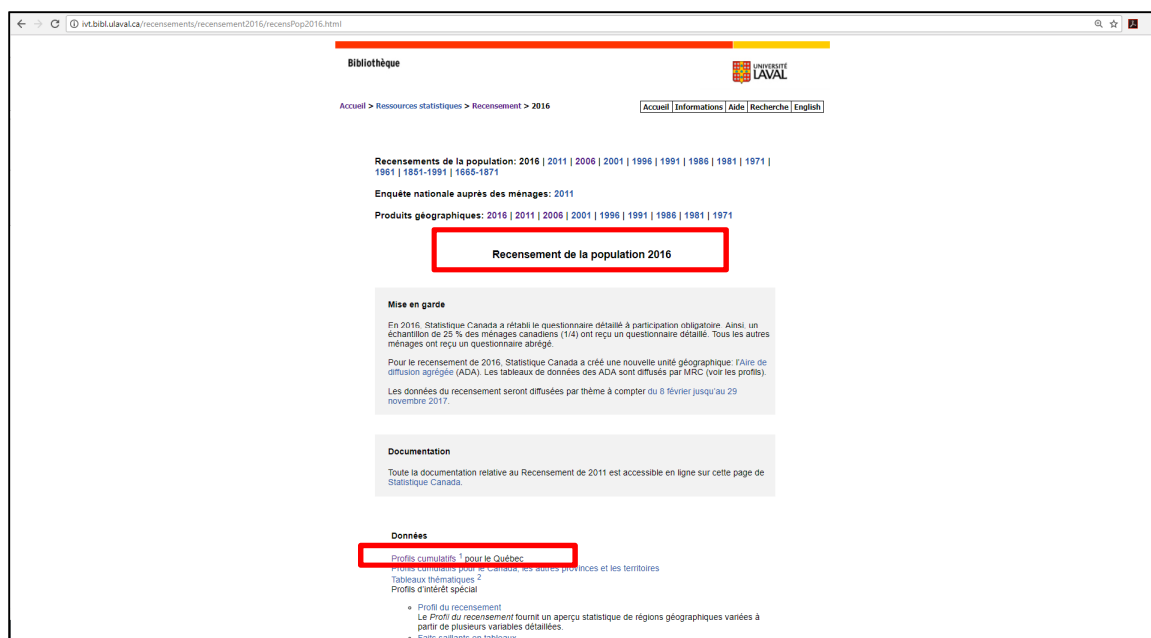 ivt.bibl.ulaval.ca/recensements/recensement2016/recensPop2016.html
Bibliothèque
UNIVERSITÉ
LAVAL
Accueil > Ressources statistiques > Recensement > 2016
Accueil Informations Aide Recherche English
Recensements de la population: 2016 | 2011 | 2006 | 2001 | 1996 | 1991 | 1986 | 1981 | 1971 |
1961 | 1851-1991 | 1665-1871
Enquête nationale auprès des ménages: 2011
Produits géographiques: 2016 | 2011 | 2006 | 2001 | 1996 | 1991 | 1986 | 1981 | 1971
Recensement de la population 2016
Mise en garde
En 2016, Statistique Canada a rétabli le questionnaire détaillé à participation obligatoire. Ainsi, un
échantillon de 25 % des ménages canadiens (1/4) ont reçu un questionnaire détaillé. Tous les autres
ménages ont reçu un questionnaire abrégé.
Pour le recensement de 2016, Statistique Canada a créé une nouvelle unité géographique: l'Aire de
diffusion agrégée (ADA). Les tableaux de données des ADA sont diffusés par MRC (voir les profils).
Les données du recensement seront diffusées par thème à compter du 8 février jusqu'au 29
novembre 2017.
Documentation
Toute la documentation relative au Recensement de 2011 est accessible en ligne sur cette page de
Statistique Canada.
Données
Profils cumulatifs 1 pour le Québec
Profils cumulatifs pour le Canada, les autres provinces et les territoires
Tableaux thématiques 2
Profils d'intérêt spécial
Profil du recensement
Le Profil du recensement fournit un aperçu statistique de régions géographiques variées à
partir de plusieurs variables détaillées.
Faits saillants en tableaux